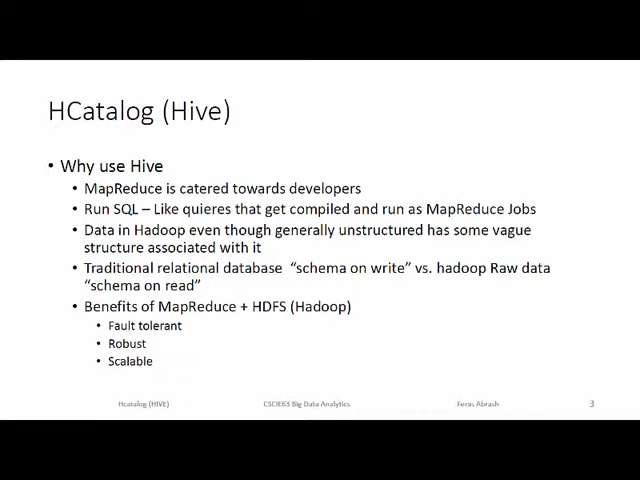 HCatalog (Hive)
• Why use Hive
• MapReduce is catered towards developers
• Run SQL – Like quieres that get compiled and run as MapReduce Jobs
• Data in Hadoop even though generally unstructured has some vague
structure associated with it
• Traditional relational database “schema on write” vs. hadoop Raw data
“schema on read”
• Benefits of MapReduce + HDFS (Hadoop)
• Fault tolerant
• Robust
• Scalable
Hcatalog (HIVE) CSCIE63 Big Data Analytics Feras Abrash 3